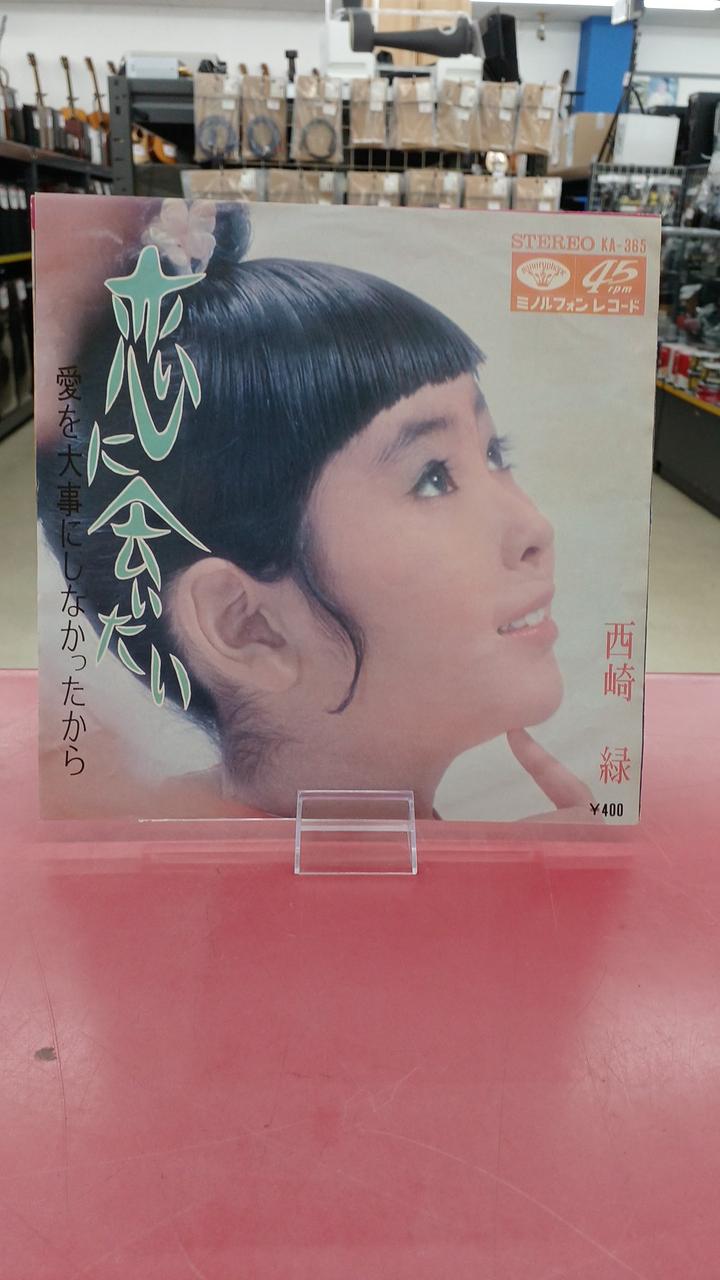 STEREO KA-365
minoruphone
45
rpm
ミノルフォン レコード
恋に会いたい
愛を大事にしなかったから
西崎 緑
¥400